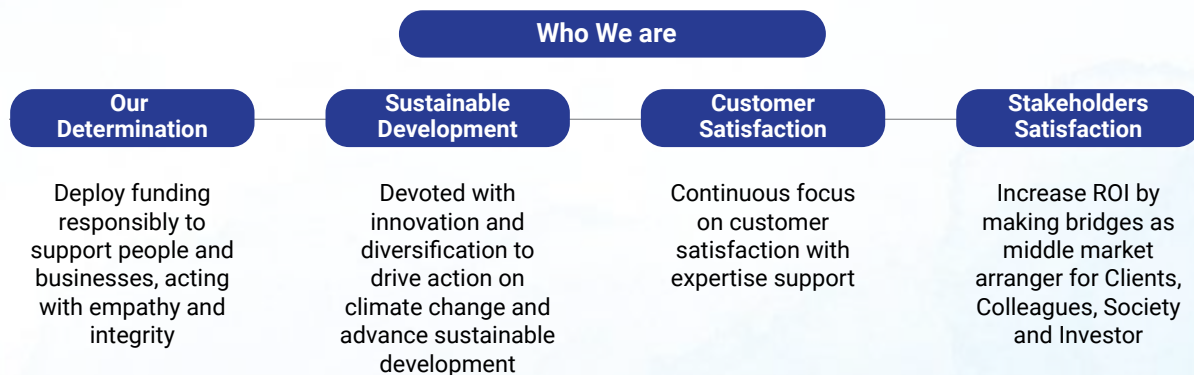 Who We are
Our
Determination
Deploy funding
responsibly to
support people and
businesses, acting
with empathy and
integrity
Sustainable
Development
Devoted with
innovation and
diversification to
drive action on
climate change and
advance sustainable
development
Customer
Satisfaction
Continuous focus
on customer
satisfaction with
expertise support
Stakeholders
Satisfaction
Increase ROI by
making bridges as
middle market
arranger for Clients,
Colleagues, Society
and Investor